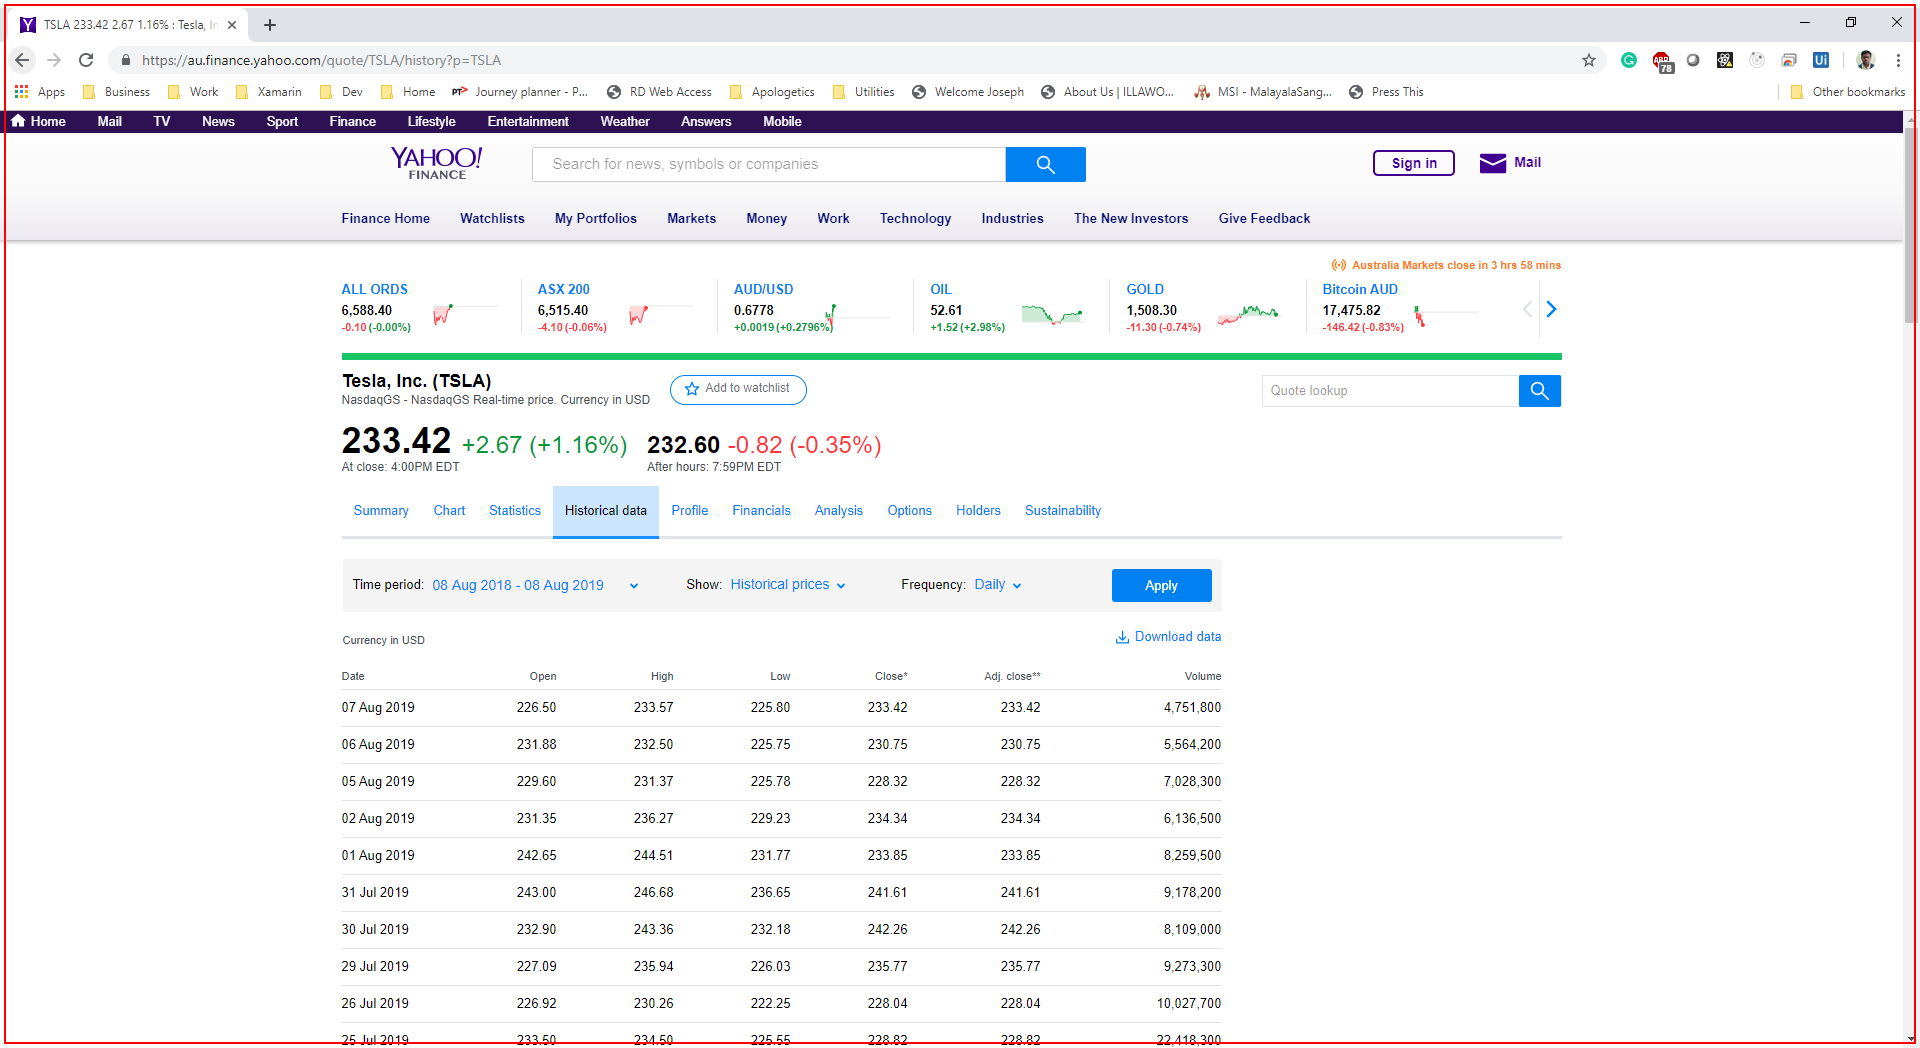 TSLA 233.42 2.67 1.16% : Tesla, In
https://au.finance.yahoo.com/quote/TSLA/history?p=TSLA
ABP 78 Ui
Apps Business Work Xamarin Dev Home PT> Journey planner - P... RD Web Access Apologetics Utilities Welcome Joseph About Us | ILLAWO... MSI - MalayalaSang... Press This Other bookmarks
Home Mail TV News Sport Finance Lifestyle Entertainment Weather Answers Mobile
YAHOO!
FINANCE
Search for news, symbols or companies
Sign in Mail
Finance Home Watchlists My Portfolios Markets Money Work Technology Industries The New Investors Give Feedback
Australia Markets close in 3 hrs 58 mins
ALL ORDS ASX 200 AUD/USD OIL GOLD Bitcoin AUD
6,588.40 6,515.40 0.6778 52.61 1,508.30 17,475.82
-0.10 (-0.00%) -4.10 (-0.06%) +0.0019 (+0.2796%) +1.52 (+2.98%) -11.30 (-0.74%) -146.42 (-0.83%)
Tesla, Inc. (TSLA)
NasdaqGS - NasdaqGS Real-time price. Currency in USD
Add to watchlist
Quote lookup
233.42 +2.67 (+1.16%) 232.60 -0.82 (-0.35%)
At close: 4:00PM EDT After hours: 7:59PM EDT
Summary Chart Statistics Historical data Profile Financials Analysis Options Holders Sustainability
Time period: 08 Aug 2018 - 08 Aug 2019 Show: Historical prices Frequency: Daily Apply
Currency in USD Download data
Date Open High Low Close* Adj. close** Volume
07 Aug 2019 226.50 233.57 225.80 233.42 233.42 4,751,800
06 Aug 2019 231.88 232.50 225.75 230.75 230.75 5,564,200
05 Aug 2019 229.60 231.37 225.78 228.32 228.32 7,028,300
02 Aug 2019 231.35 236.27 229.23 234.34 234.34 6,136,500
01 Aug 2019 242.65 244.51 231.77 233.85 233.85 8,259,500
31 Jul 2019 243.00 246.68 236.65 241.61 241.61 9,178,200
30 Jul 2019 232.90 243.36 232.18 242.26 242.26 8,109,000
29 Jul 2019 227.09 235.94 226.03 235.77 235.77 9,273,300
26 Jul 2019 226.92 230.26 222.25 228.04 228.04 10,027,700
25 Jul 2019 233.50 234.50 225.55 228.82 228.82 22,418,300